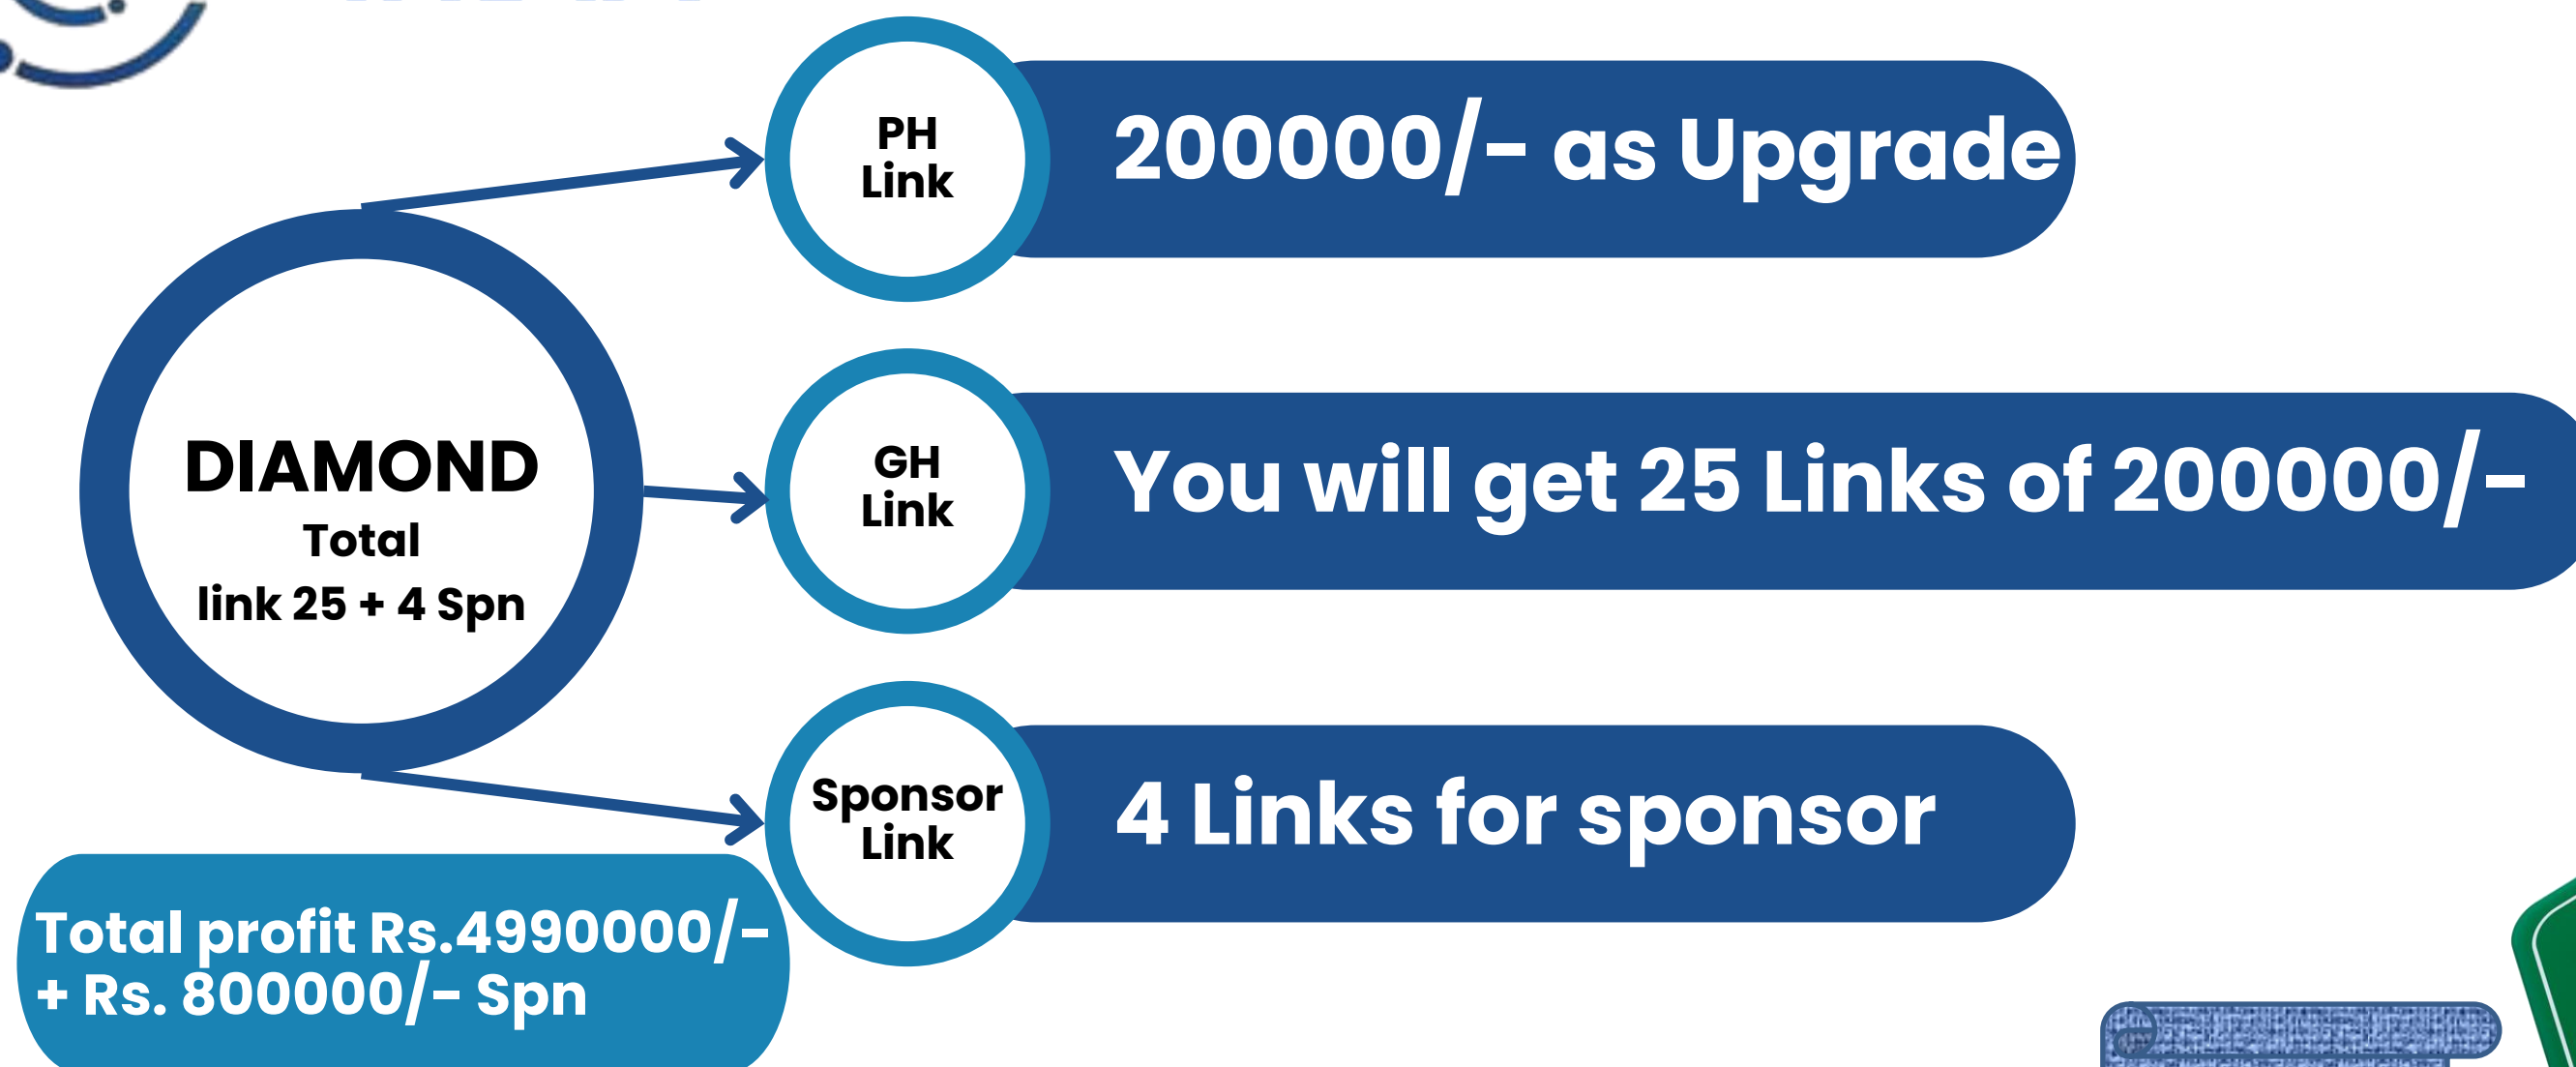 PH
Link
200000/- as Upgrade
DIAMOND
Total
link 25 + 4 Spn
GH
Link
You will get 25 Links of 200000/-
Sponsor
Link
4 Links for sponsor
Total profit Rs.4990000/-
+ Rs. 800000/- Spn